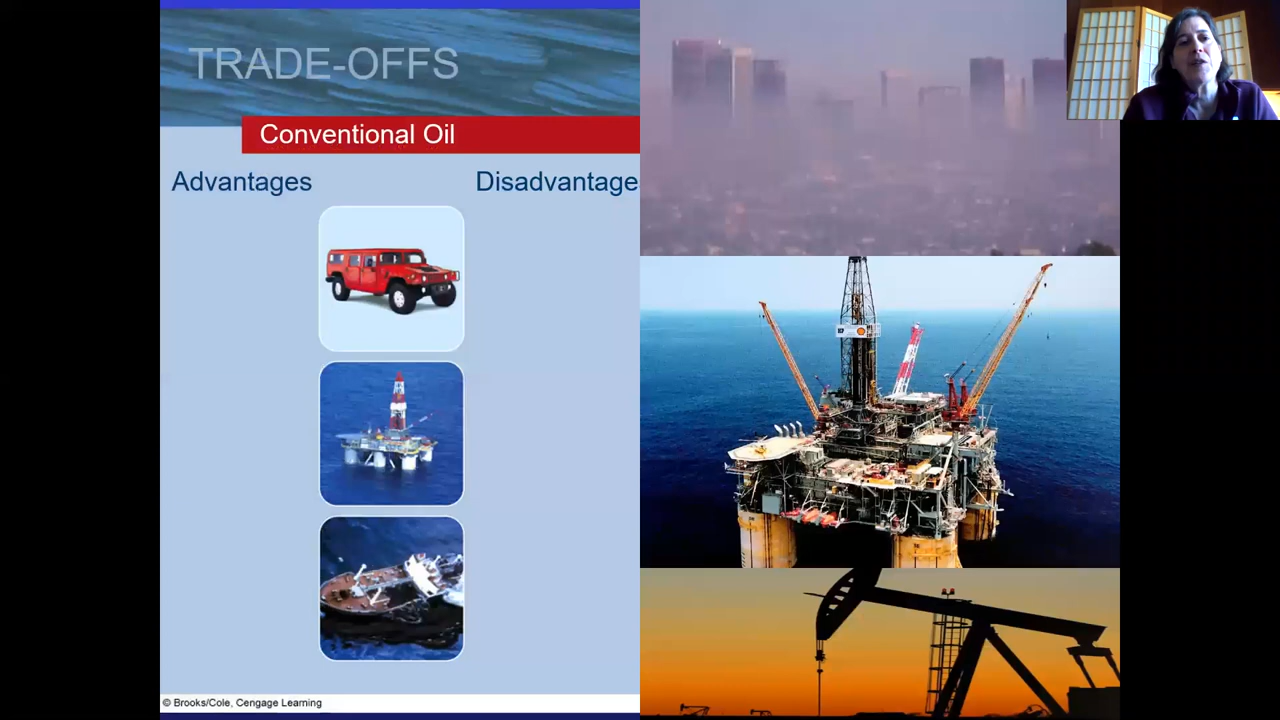 TRADE-OFFS
Conventional Oil
Advantages
Disadvantage
© Brooks/Cole, Cengage Learning